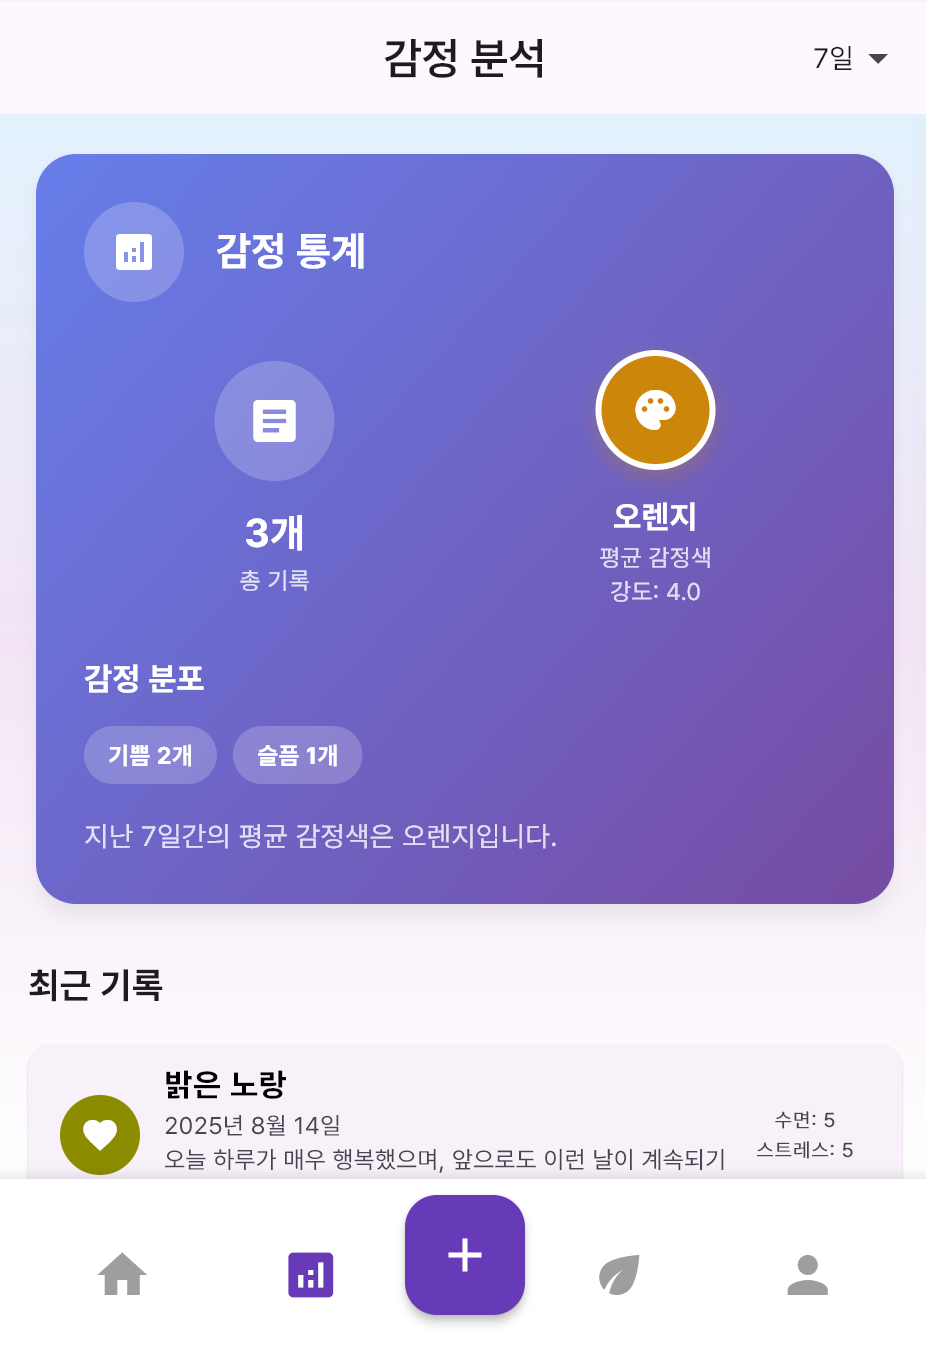 감정 분석
7일
감정 통계
3개
총 기록
오렌지
평균 감정색
강도: 4.0
감정 분포
기쁨 2개
슬픔 1개
지난 7일간의 평균 감정색은 오렌지입니다.
최근 기록
밝은 노랑
2025년 8월 14일
오늘 하루가 매우 행복했으며, 앞으로도 이런 날이 계속되기
수면: 5
스트레스: 5